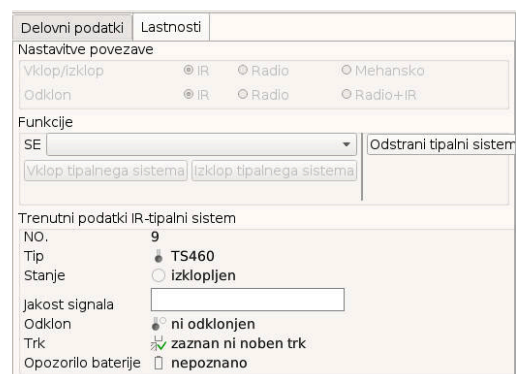 Delovni podatki Lastnosti
Nastavitve povezave
Vklop/izklop IR Radio Mehansko
Odklon IR Radio Radio+IR
Funkcije
SE Odstrani tipalni sistem
Vklop tipalnega sistema Izklop tipalnega sistema
Trenutni podatki IR-tipalni sistem
NO. 9
Tip TS460
Stanje izklopljen
Jakost signala
Odklon ni odklonjen
Trk zaznan ni noben trk
Opozorilo baterije nepoznano